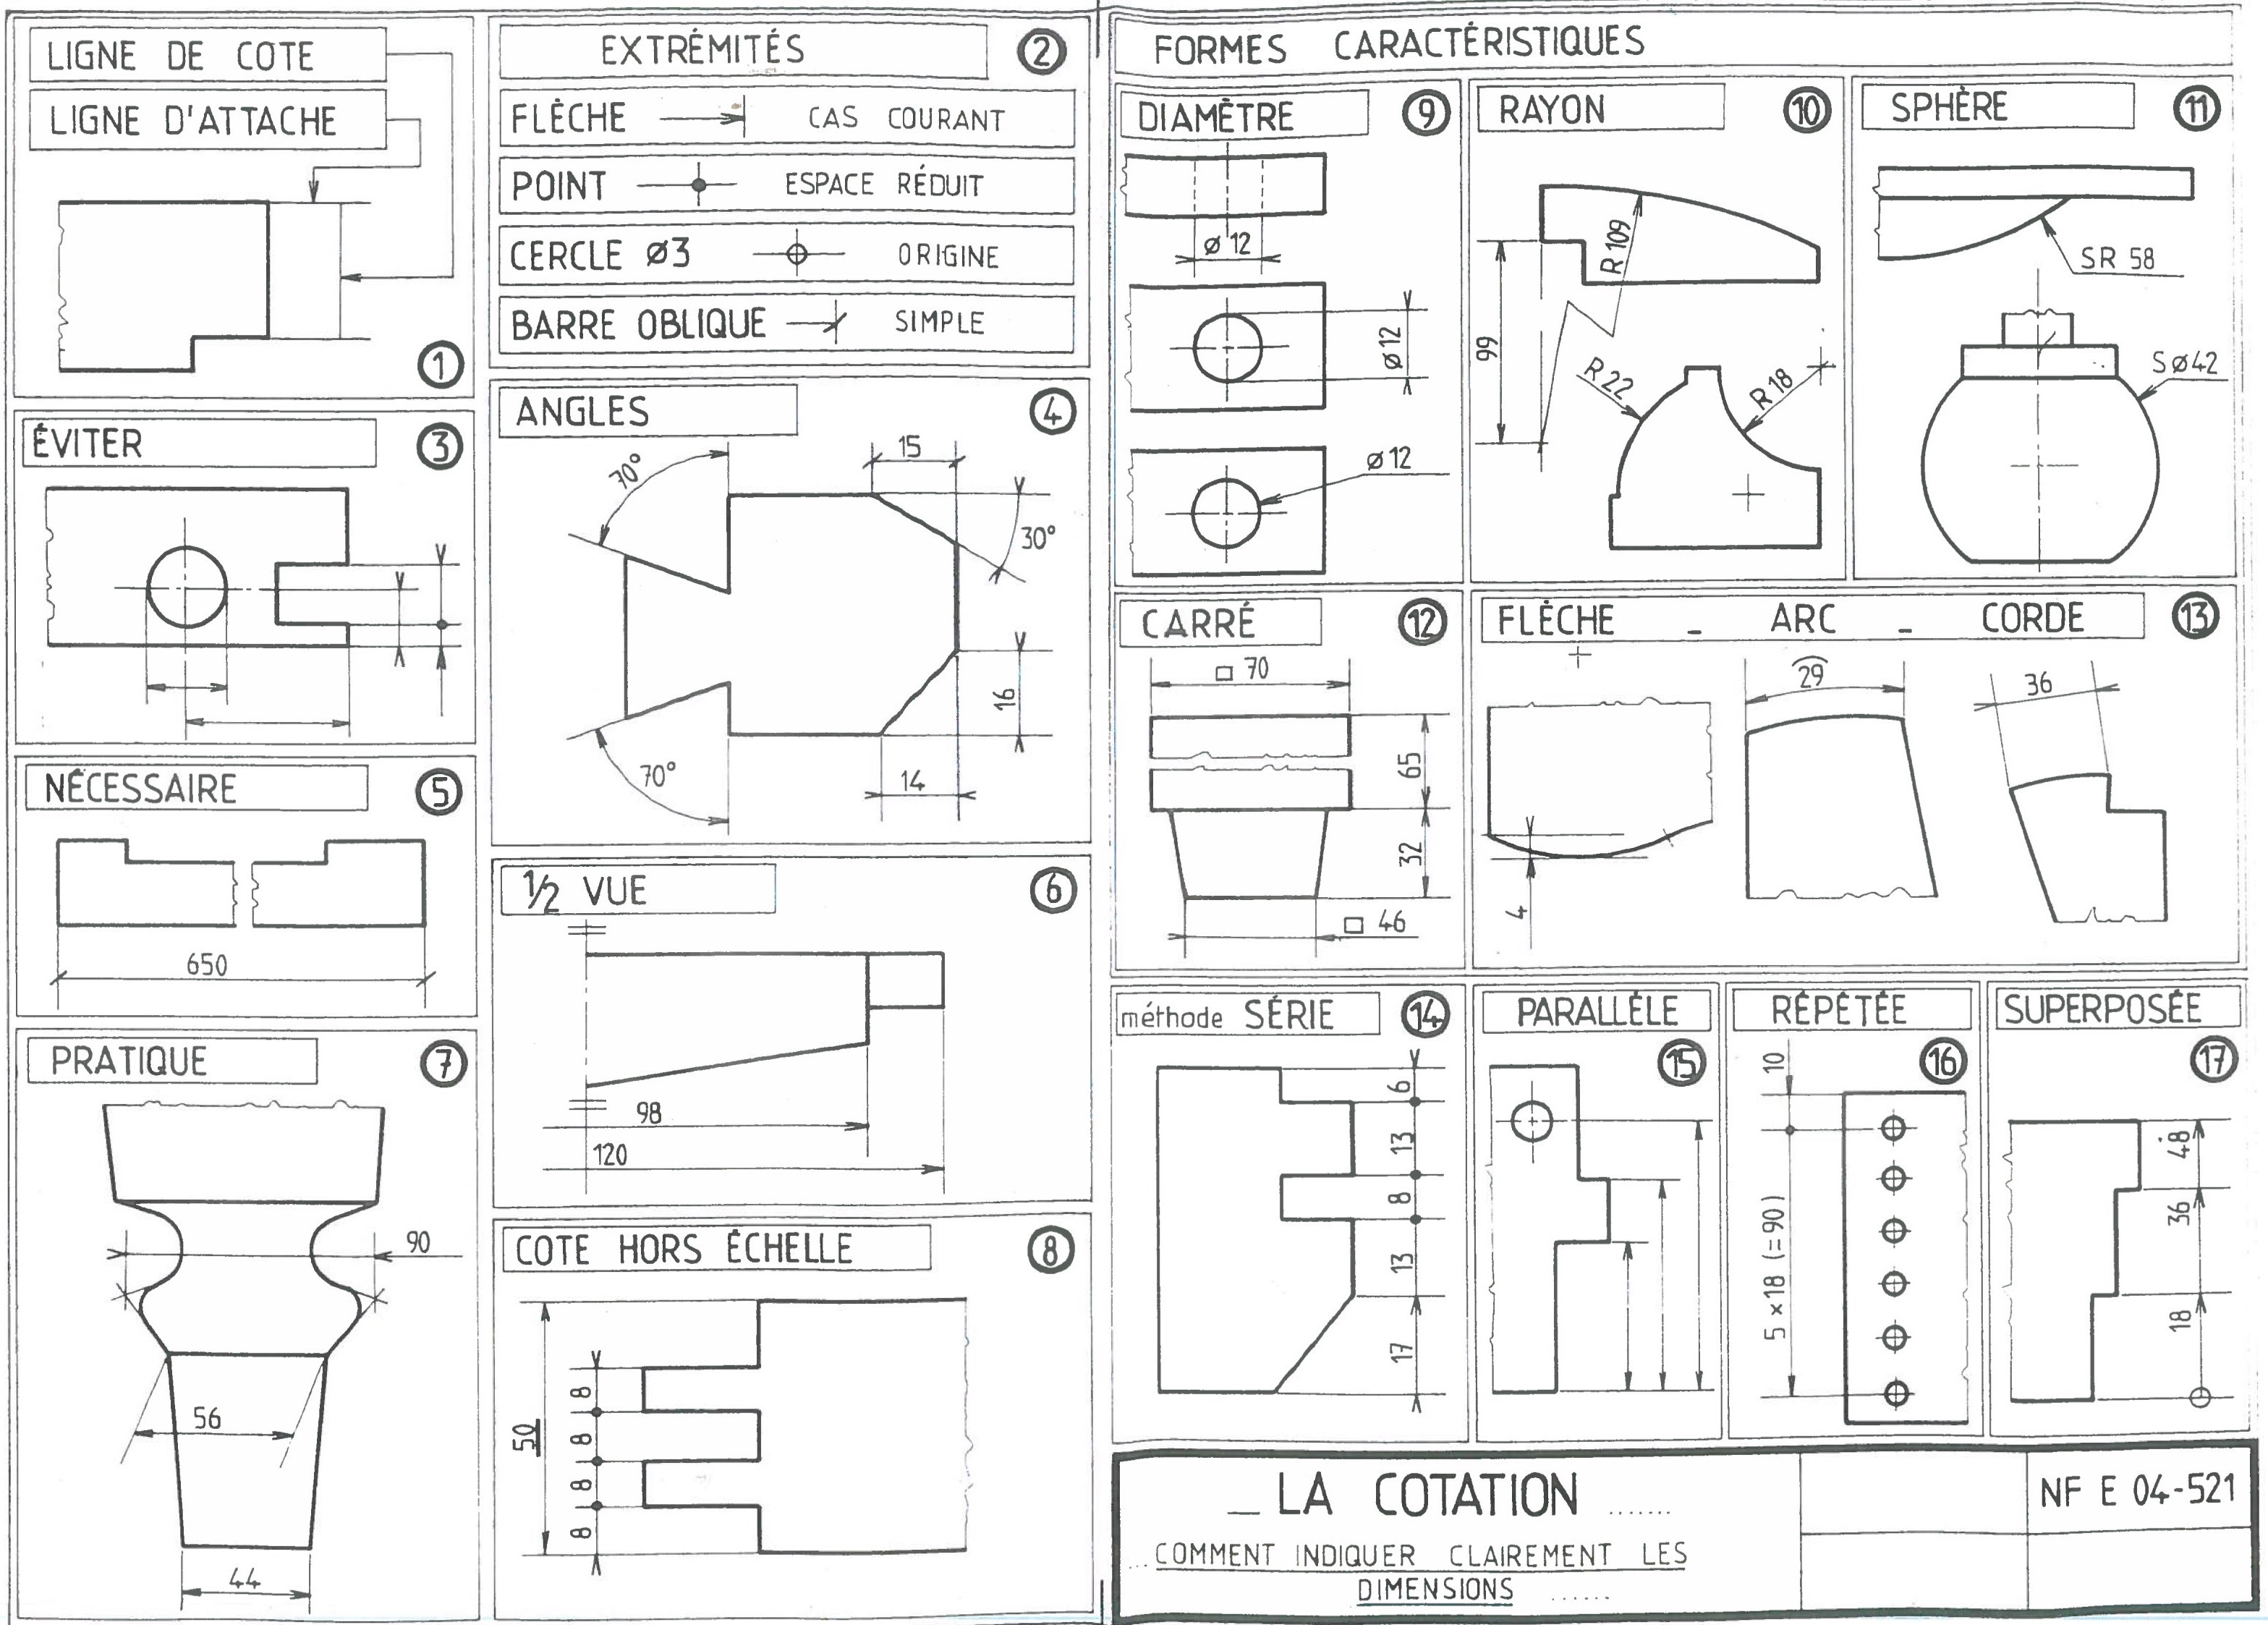 LIGNE DE COTE
LIGNE D'ATTACHE
1
EXTRÉMITÉS 2
FLÈCHE CAS COURANT
POINT ESPACE RÉDUIT
CERCLE Ø3 ORIGINE
BARRE OBLIQUE SIMPLE
ÉVITER 3
ANGLES 4
70°
15
30°
16
70°
14
NÉCESSAIRE 5
650
1/2 VUE 6
98
120
PRATIQUE 7
90
56
44
COTE HORS ÉCHELLE 8
50
8
8
8
8
FORMES CARACTÉRISTIQUES
DIAMÈTRE 9
Ø 12
Ø 12
Ø 12
RAYON 10
R 109
99
R 22
R 18
SPHÈRE 11
SR 58
SØ 42
CARRÉ 12
□ 70
65
32
□ 46
FLÈCHE - ARC - CORDE 13
4
29
36
méthode SÉRIE 14
6
13
8
13
17
PARALLÈLE
15
RÉPÉTÉE
16
10
5 × 18 (= 90)
SUPERPOSÉE
17
48
36
18
_ LA COTATION .......
... COMMENT INDIQUER CLAIREMENT LES
DIMENSIONS ......
NF E 04-521